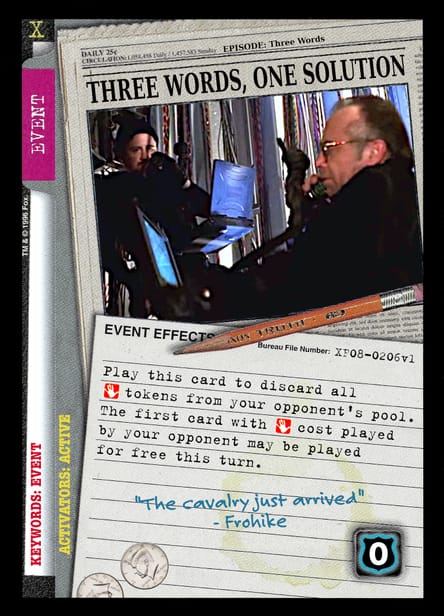 X
EVENT
TM & © 1996 Fox.
KEYWORDS: EVENT
ACTIVATORS: ACTIVE
DAILY 25¢
EPISODE: Three Words
THREE WORDS, ONE SOLUTION
EVENT EFFECTS
Bureau File Number: XF08-0206v1
Play this card to discard all
tokens from your opponent's pool.
The first card with cost played
by your opponent may be played
for free this turn.
"The cavalry just arrived"
- Frohike
0